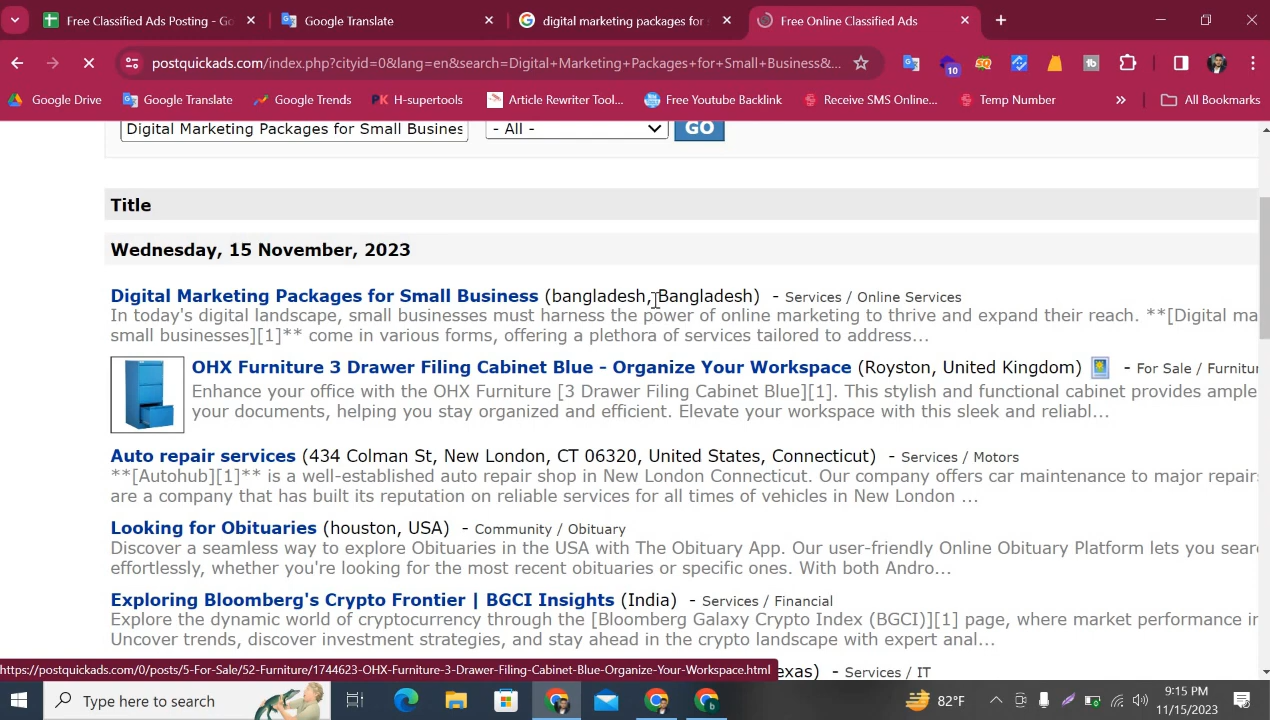 Free Classified Ads Posting - Go
Google Translate
digital marketing packages for s
Free Online Classified Ads
postquickads.com/index.php?cityid=0&lang=en&search=Digital+Marketing+Packages+for+Small+Business&...
10
SQ
tb
Google Drive
Google Translate
Google Trends
PK H-supertools
Article Rewriter Tool...
Free Youtube Backlink
Receive SMS Online...
Temp Number
»
All Bookmarks
Digital Marketing Packages for Small Busines
- All -
GO
Title
Wednesday, 15 November, 2023
Digital Marketing Packages for Small Business (bangladesh, Bangladesh) - Services / Online Services
In today's digital landscape, small businesses must harness the power of online marketing to thrive and expand their reach. **[Digital ma
small businesses][1]** come in various forms, offering a plethora of services tailored to address...
OHX Furniture 3 Drawer Filing Cabinet Blue - Organize Your Workspace (Royston, United Kingdom) - For Sale / Furnitur
Enhance your office with the OHX Furniture [3 Drawer Filing Cabinet Blue][1]. This stylish and functional cabinet provides ample
your documents, helping you stay organized and efficient. Elevate your workspace with this sleek and reliabl...
Auto repair services (434 Colman St, New London, CT 06320, United States, Connecticut) - Services / Motors
**[Autohub][1]** is a well-established auto repair shop in New London Connecticut. Our company offers car maintenance to major repairs
are a company that has built its reputation on reliable services for all times of vehicles in New London ...
Looking for Obituaries (houston, USA) - Community / Obituary
Discover a seamless way to explore Obituaries in the USA with The Obituary App. Our user-friendly Online Obituary Platform lets you sear
effortlessly, whether you're looking for the most recent obituaries or specific ones. With both Andro...
Exploring Bloomberg's Crypto Frontier | BGCI Insights (India) - Services / Financial
Explore the dynamic world of cryptocurrency through the [Bloomberg Galaxy Crypto Index (BGCI)][1] page, where market performance in
Uncover trends, discover investment strategies, and stay ahead in the crypto landscape with expert anal...
exas) - Services / IT
https://postquickads.com/0/posts/5-For-Sale/52-Furniture/1744623-OHX-Furniture-3-Drawer-Filing-Cabinet-Blue-Organize-Your-Workspace.html
Type here to search
82°F
9:15 PM
11/15/2023